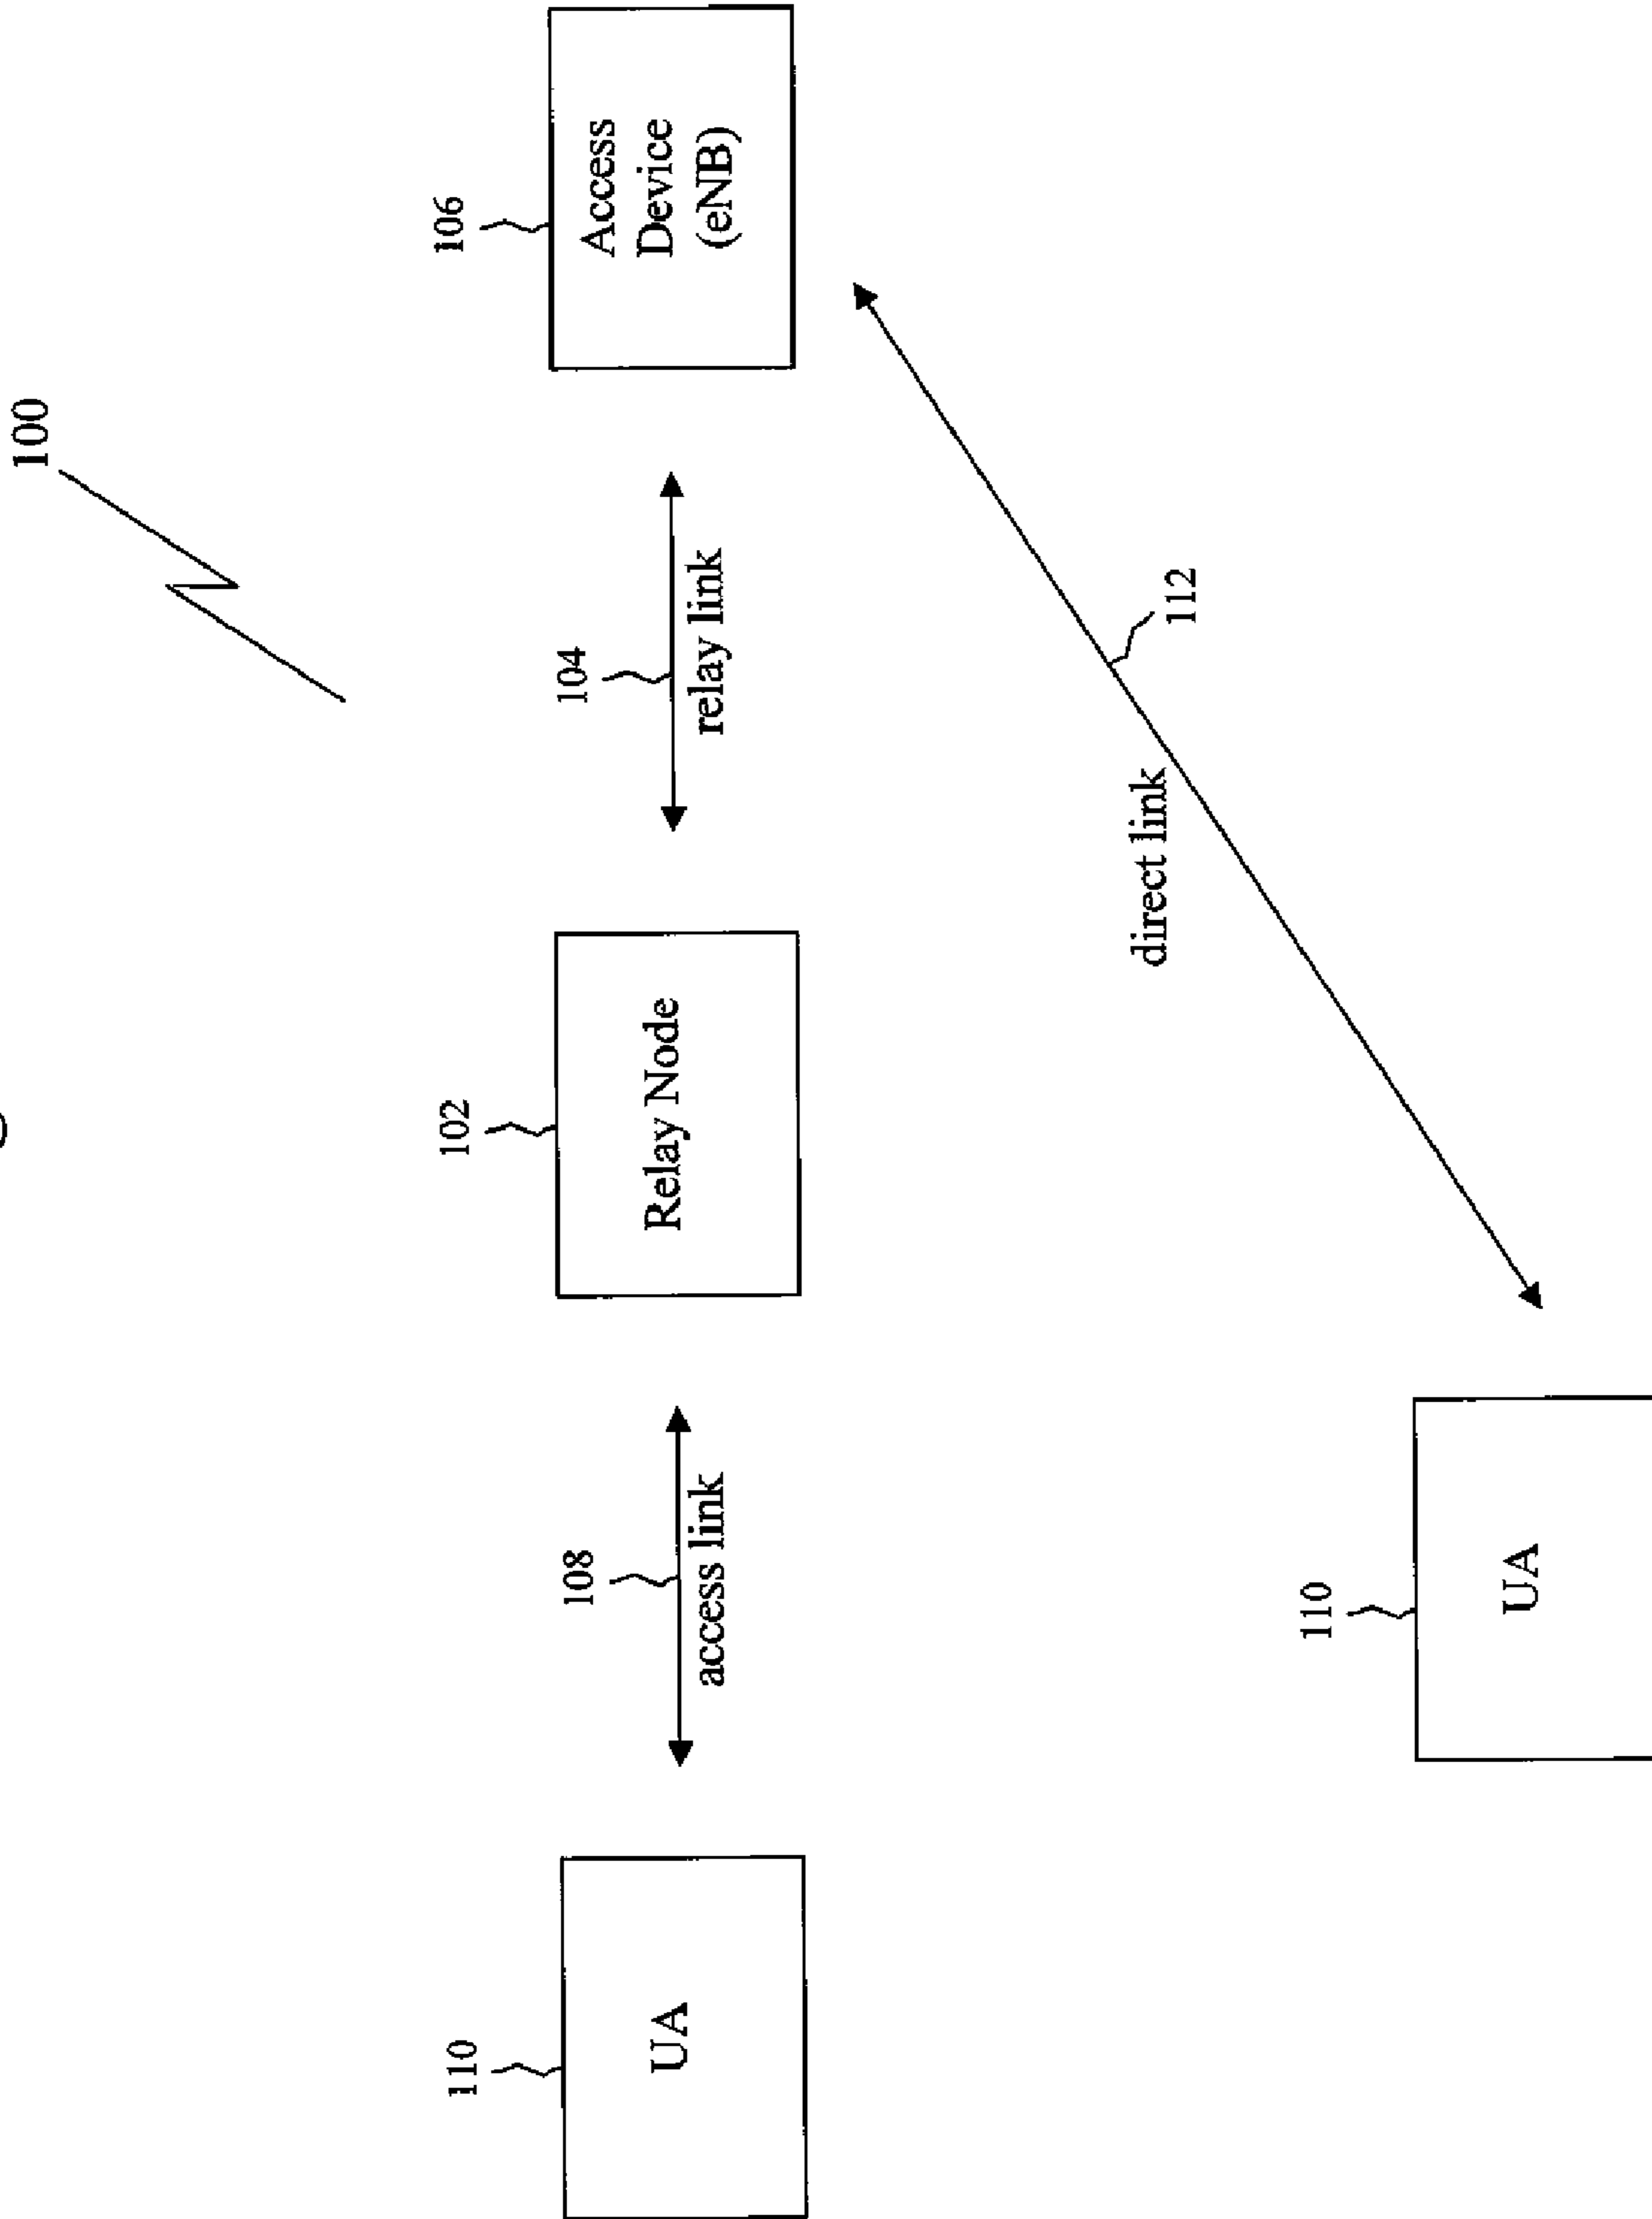 100
110
102
106
108
104
UA
access link
Relay Node
relay link
Access
Device
(eNB)
direct link
112
110
UA